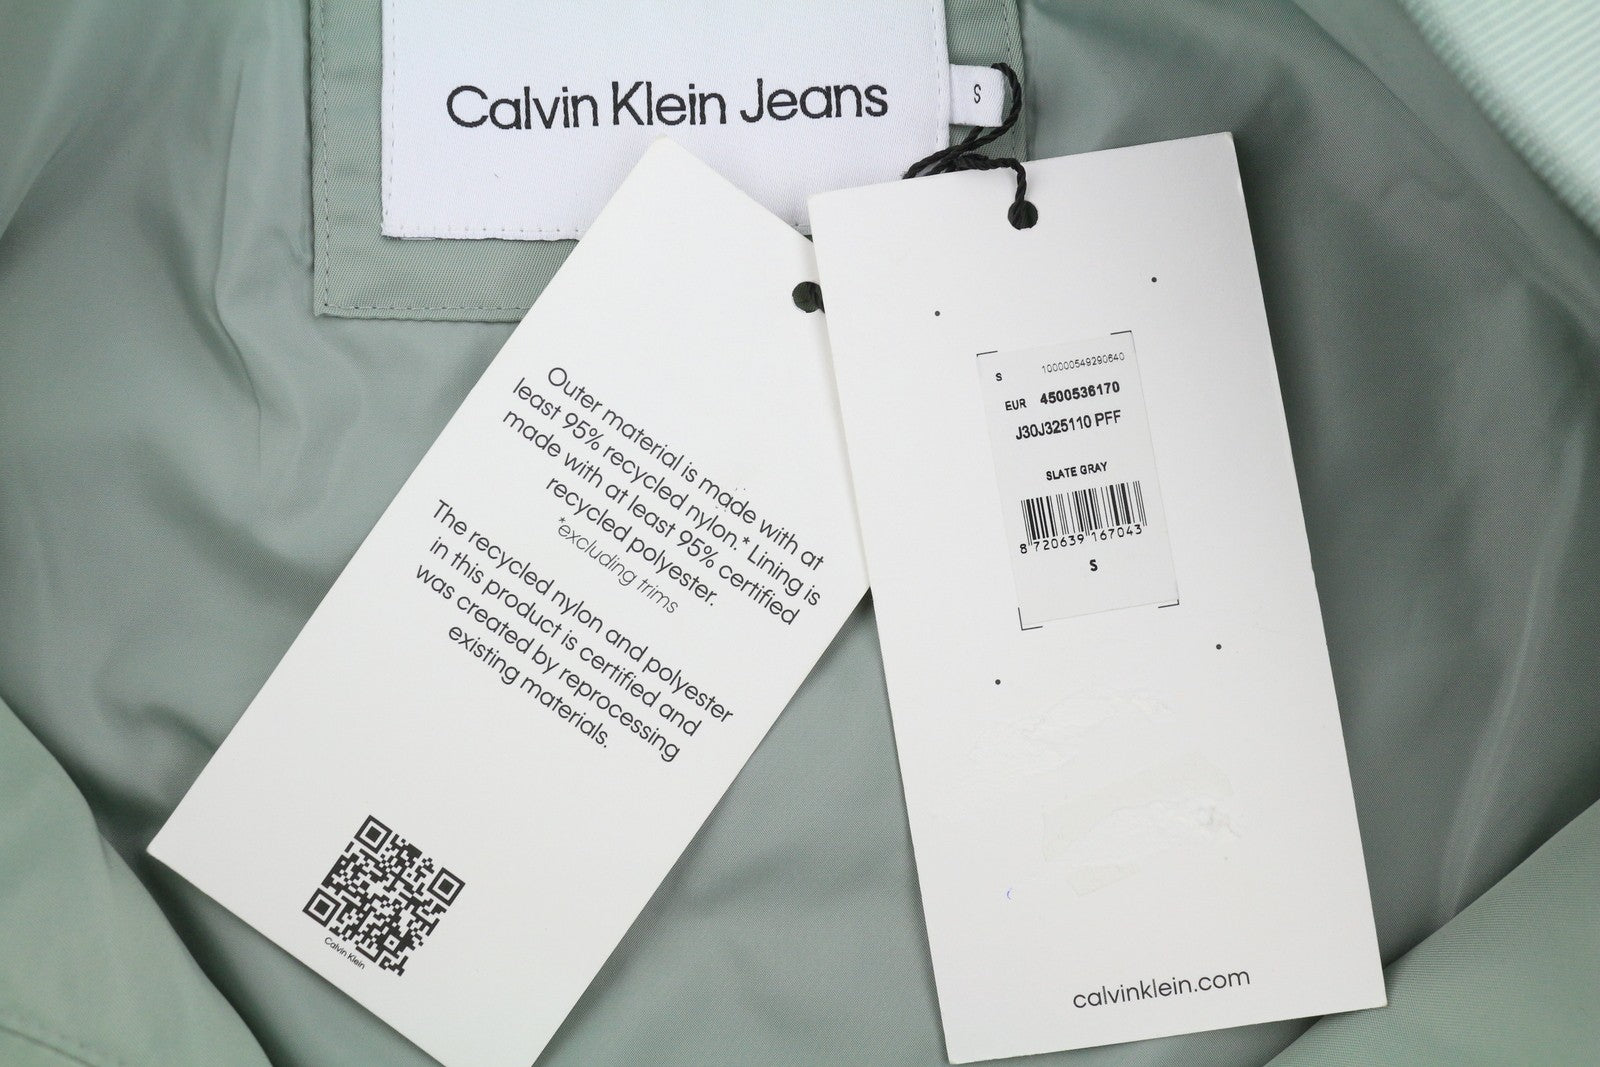 Calvin Klein Jeans
S
Outer material is made with at
least 95% recycled nylon.* Lining is
made with at least 95% certified
recycled polyester.
*excluding trims
The recycled nylon and polyester
in this product is certified and
was created by reprocessing
existing materials.
Calvin Klein
S 100000549290640
EUR 4500536170
J30J325110 PFF
SLATE GRAY
8 720639 167043
S
calvinklein.com